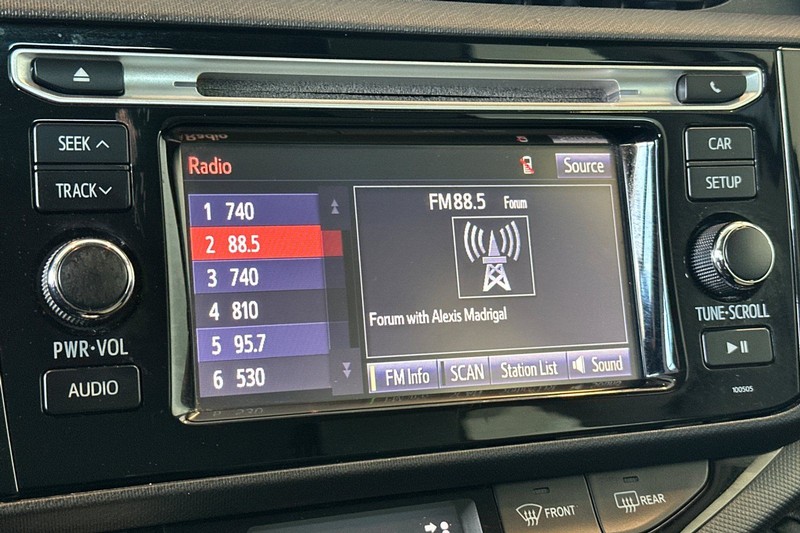 SEEK
TRACK
PWR·VOL
AUDIO
Radio
Source
1 740
2 88.5
3 740
4 810
5 95.7
6 530
FM88.5 Forum
Forum with Alexis Madrigal
FM Info SCAN Station List Sound
CAR
SETUP
TUNE·SCROLL
100505
FRONT
REAR